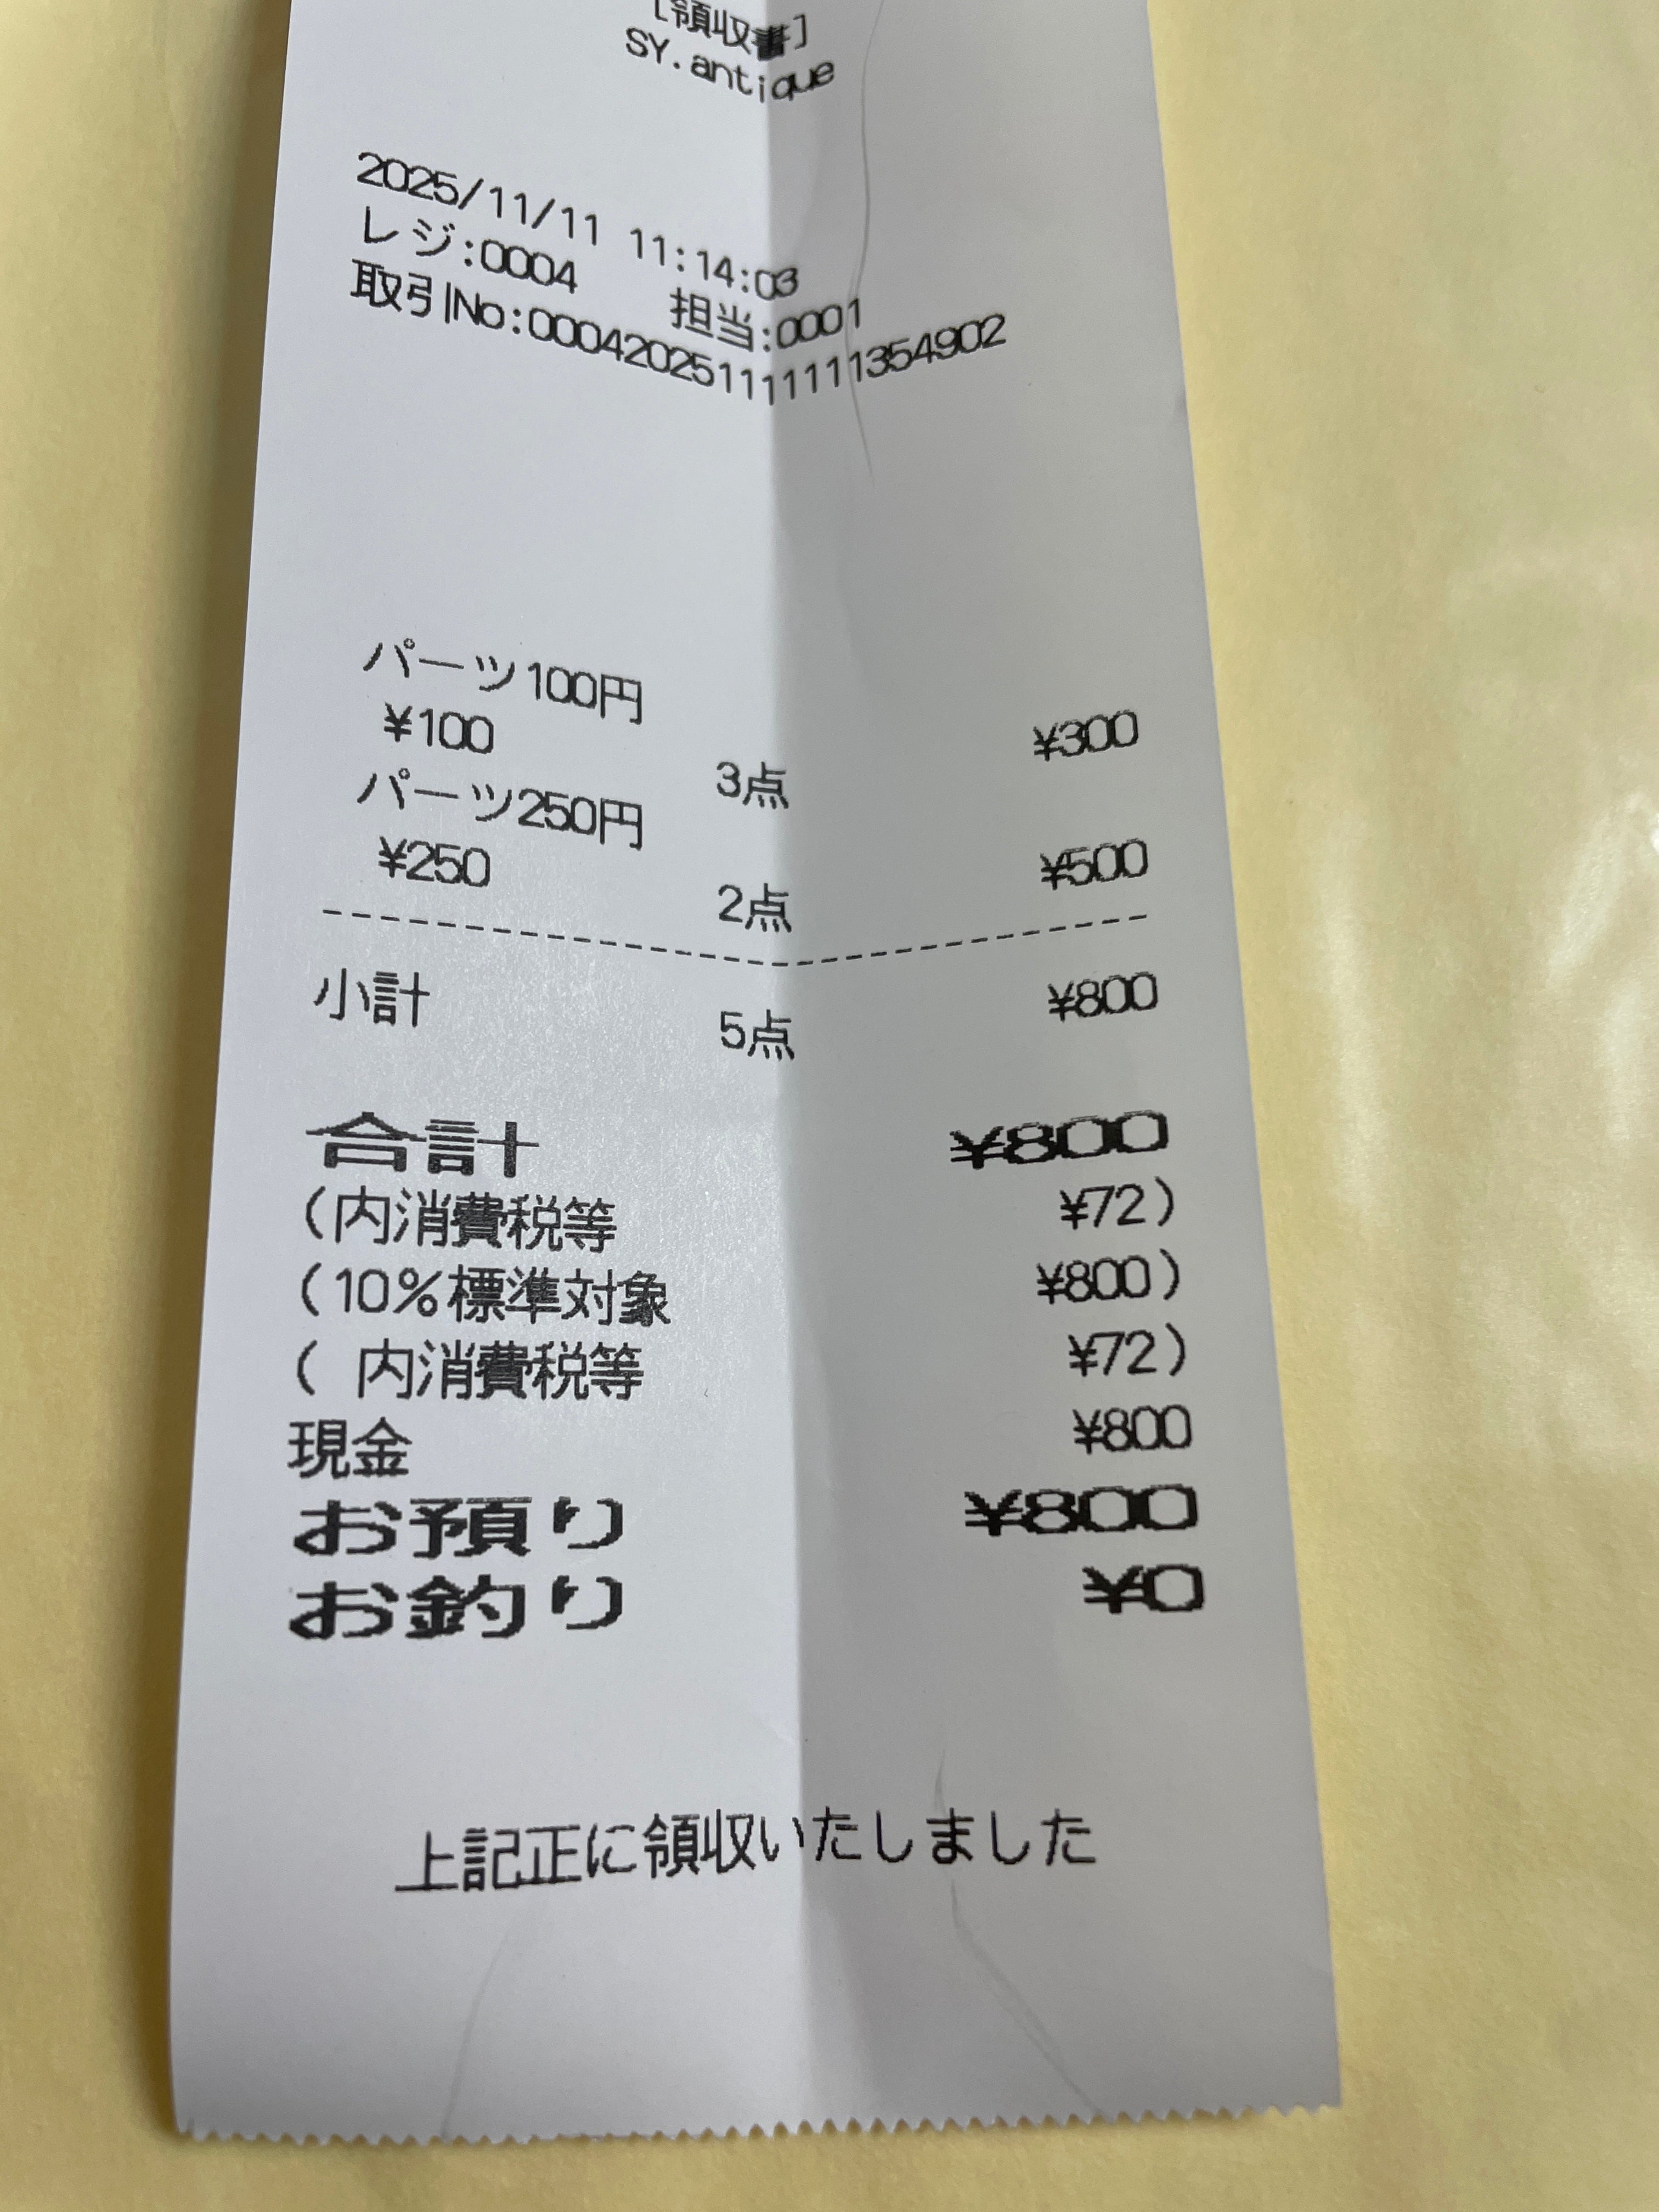 [領収書]
SY.antique
2025/11/11 11:14:03
レジ:0004 担当:0001
取引No:00042025111111354902
パーツ100円
¥100 3点 ¥300
パーツ250円
¥250 2点 ¥500
小計 5点 ¥800
合計 ¥800
(内消費税等 ¥72)
(10%標準対象 ¥800)
( 内消費税等 ¥72)
現金 ¥800
お預り ¥800
お釣り ¥0
上記正に領収いたしました